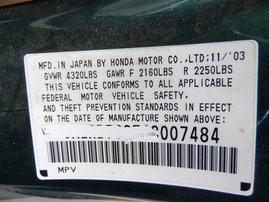 MFD.IN JAPAN BY HONDA MOTOR CO.,LTD;11/'03
GVWR 4320LBS GAWR F 2160LBS R 2250LBS
THIS VEHICLE CONFORMS TO ALL APPLICABLE
FEDERAL MOTOR VEHICLE SAFETY,
AND THEFT PREVENTION STANDARDS IN EFFECT
ON THE DATE OF MANUFACTURE SHOWN ABOVE.
MPV